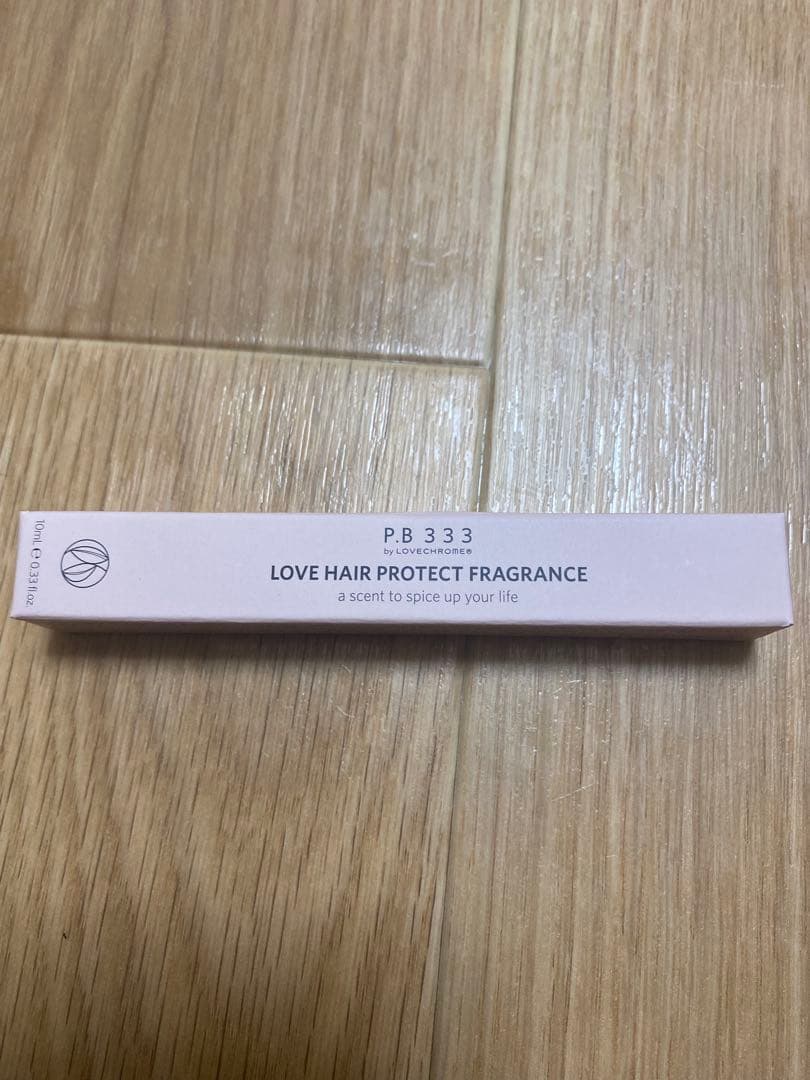 P.B 333
by LOVECHROME®
LOVE HAIR PROTECT FRAGRANCE
a scent to spice up your life
10mL ℮ 0.33 fl.oz.